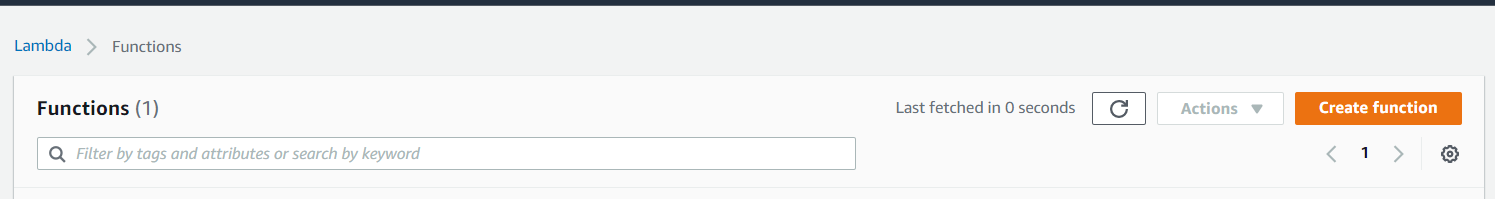 Lambda > Functions
Functions (1) Last fetched in 0 seconds Actions Create function
Filter by tags and attributes or search by keyword 1